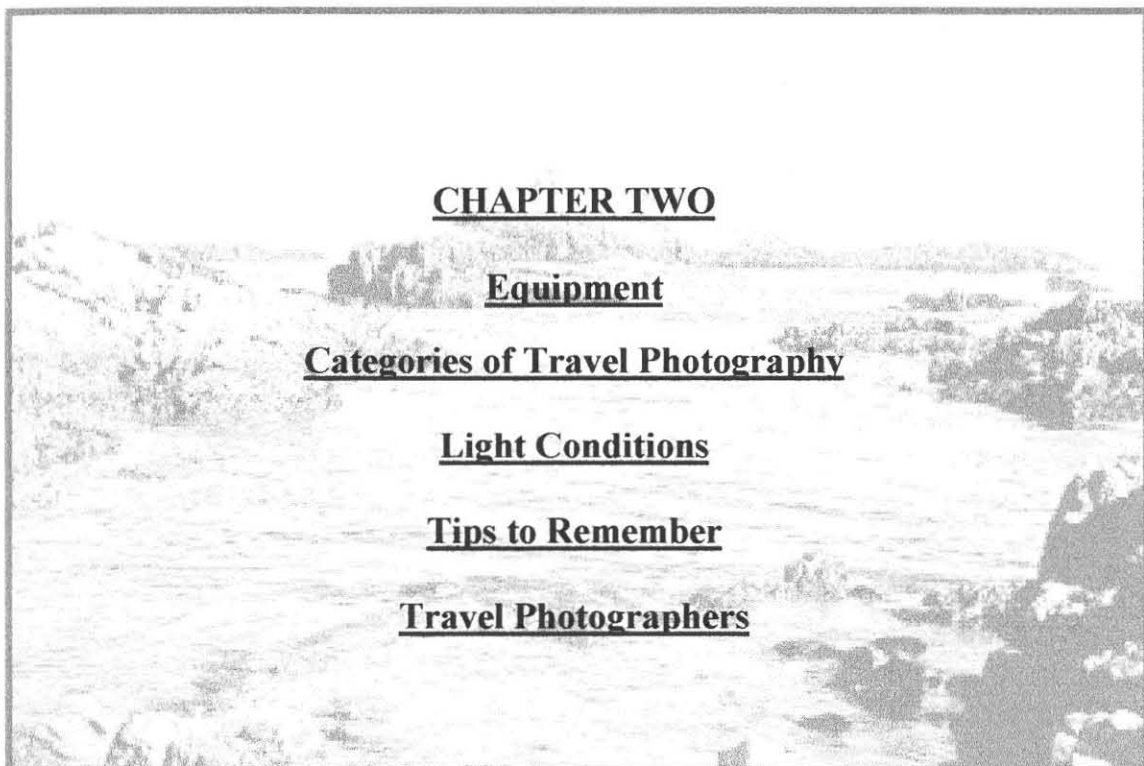 CHAPTER TWO
Equipment
Categories of Travel Photography
Light Conditions
Tips to Remember
Travel Photographers